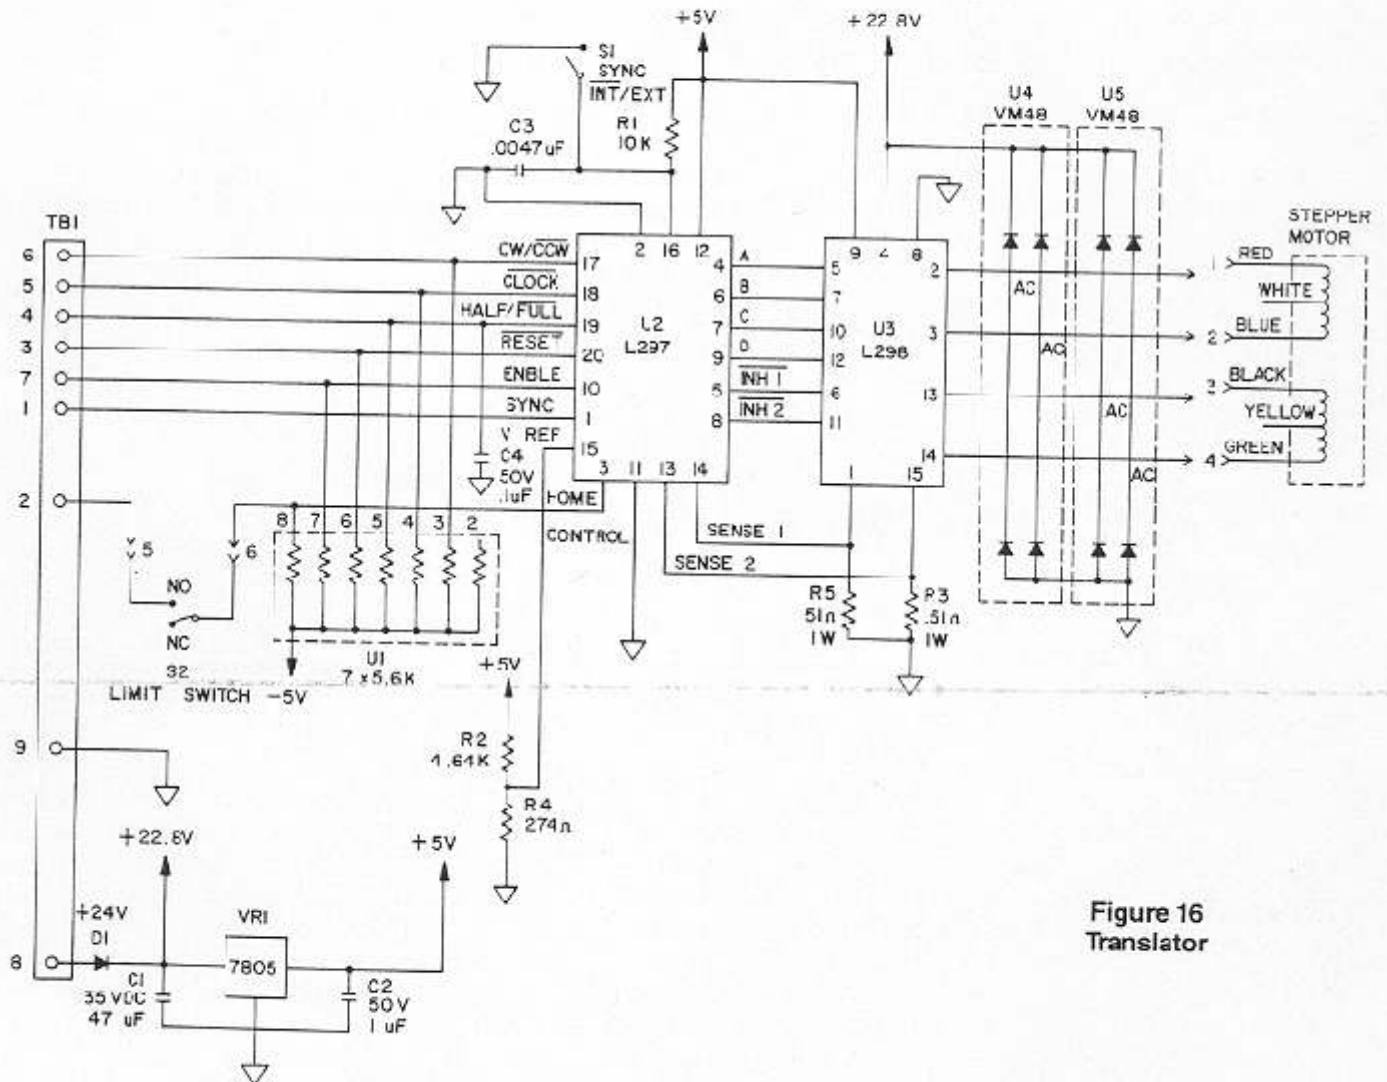 +5V
+22.8V
S1
SYNC
INT/EXT
U4
VM48
U5
VM48
C3
.0047uF
R1
10K
TB1
STEPPER
MOTOR
6
CW/CCW
17
2
16
12
4
A
5
9
4
8
2
1
RED
5
CLOCK
18
6
B
7
AC
WHITE
4
HALF/FULL
19
7
C
10
3
AC
2
BLUE
U2
L297
U3
L298
3
RESET
20
9
D
12
7
ENBLE
10
5
INH 1
6
13
3
BLACK
1
SYNC
1
8
INH 2
11
AC
YELLOW
V REF
15
14
4
GREEN
C4
50V
.1uF
3
11
13
14
1
15
AC
2
HOME
CONTROL
SENSE 1
SENSE 2
8
7
6
5
4
3
2
5
6
NO
NC
S2
LIMIT SWITCH
-5V
U1
7 x 5.6K
R5
.51Ω
1W
R3
.51Ω
1W
+5V
9
R2
4.64K
R4
274Ω
+22.8V
+5V
+24V
D1
VR1
8
7805
C1
35VDC
47 uF
C2
50V
1uF
Figure 16
Translator